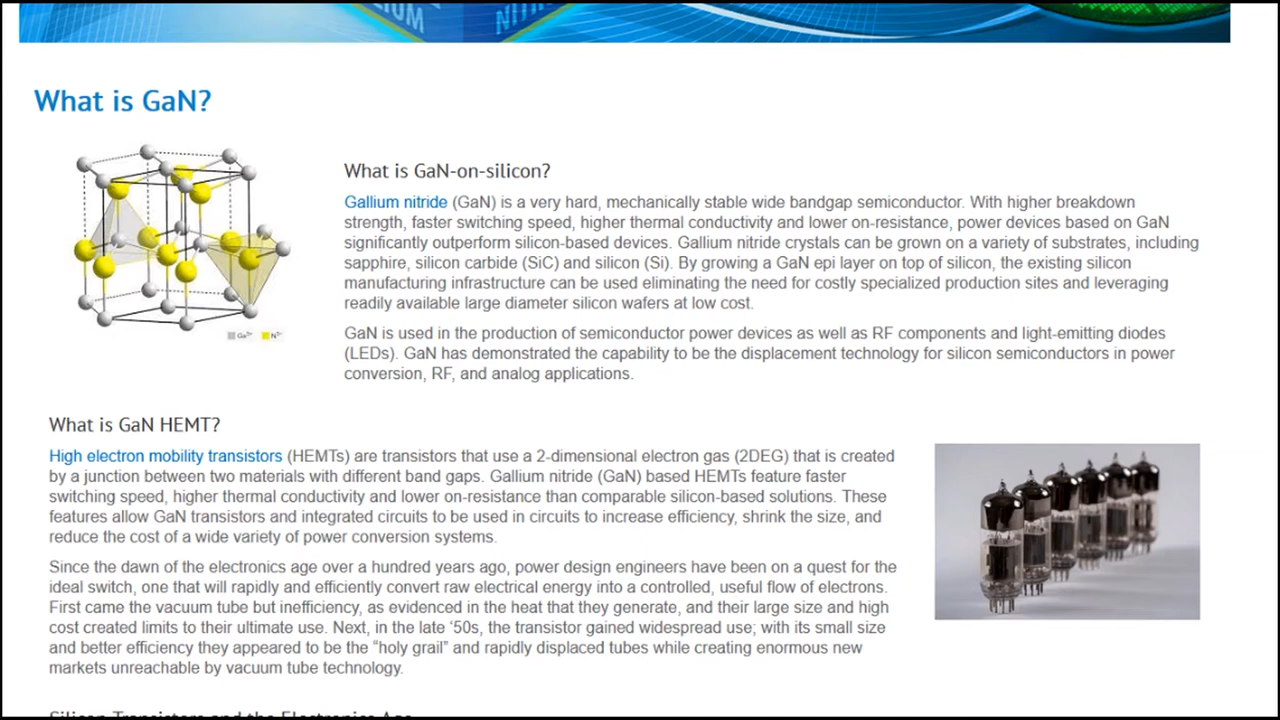 NITRO
What is GaN?
What is GaN-on-silicon?
Gallium nitride (GaN) is a very hard, mechanically stable wide bandgap semiconductor. With higher breakdown
strength, faster switching speed, higher thermal conductivity and lower on-resistance, power devices based on GaN
significantly outperform silicon-based devices. Gallium nitride crystals can be grown on a variety of substrates, including
sapphire, silicon carbide (SiC) and silicon (Si). By growing a GaN epi layer on top of silicon, the existing silicon
manufacturing infrastructure can be used eliminating the need for costly specialized production sites and leveraging
readily available large diameter silicon wafers at low cost.
GaN is used in the production of semiconductor power devices as well as RF components and light-emitting diodes
(LEDs). GaN has demonstrated the capability to be the displacement technology for silicon semiconductors in power
conversion, RF, and analog applications.
Ga³⁺ N³⁻
What is GaN HEMT?
High electron mobility transistors (HEMTs) are transistors that use a 2-dimensional electron gas (2DEG) that is created
by a junction between two materials with different band gaps. Gallium nitride (GaN) based HEMTs feature faster
switching speed, higher thermal conductivity and lower on-resistance than comparable silicon-based solutions. These
features allow GaN transistors and integrated circuits to be used in circuits to increase efficiency, shrink the size, and
reduce the cost of a wide variety of power conversion systems.
Since the dawn of the electronics age over a hundred years ago, power design engineers have been on a quest for the
ideal switch, one that will rapidly and efficiently convert raw electrical energy into a controlled, useful flow of electrons.
First came the vacuum tube but inefficiency, as evidenced in the heat that they generate, and their large size and high
cost created limits to their ultimate use. Next, in the late ‘50s, the transistor gained widespread use; with its small size
and better efficiency they appeared to be the “holy grail” and rapidly displaced tubes while creating enormous new
markets unreachable by vacuum tube technology.
Silicon Transistors and the Electronics Age